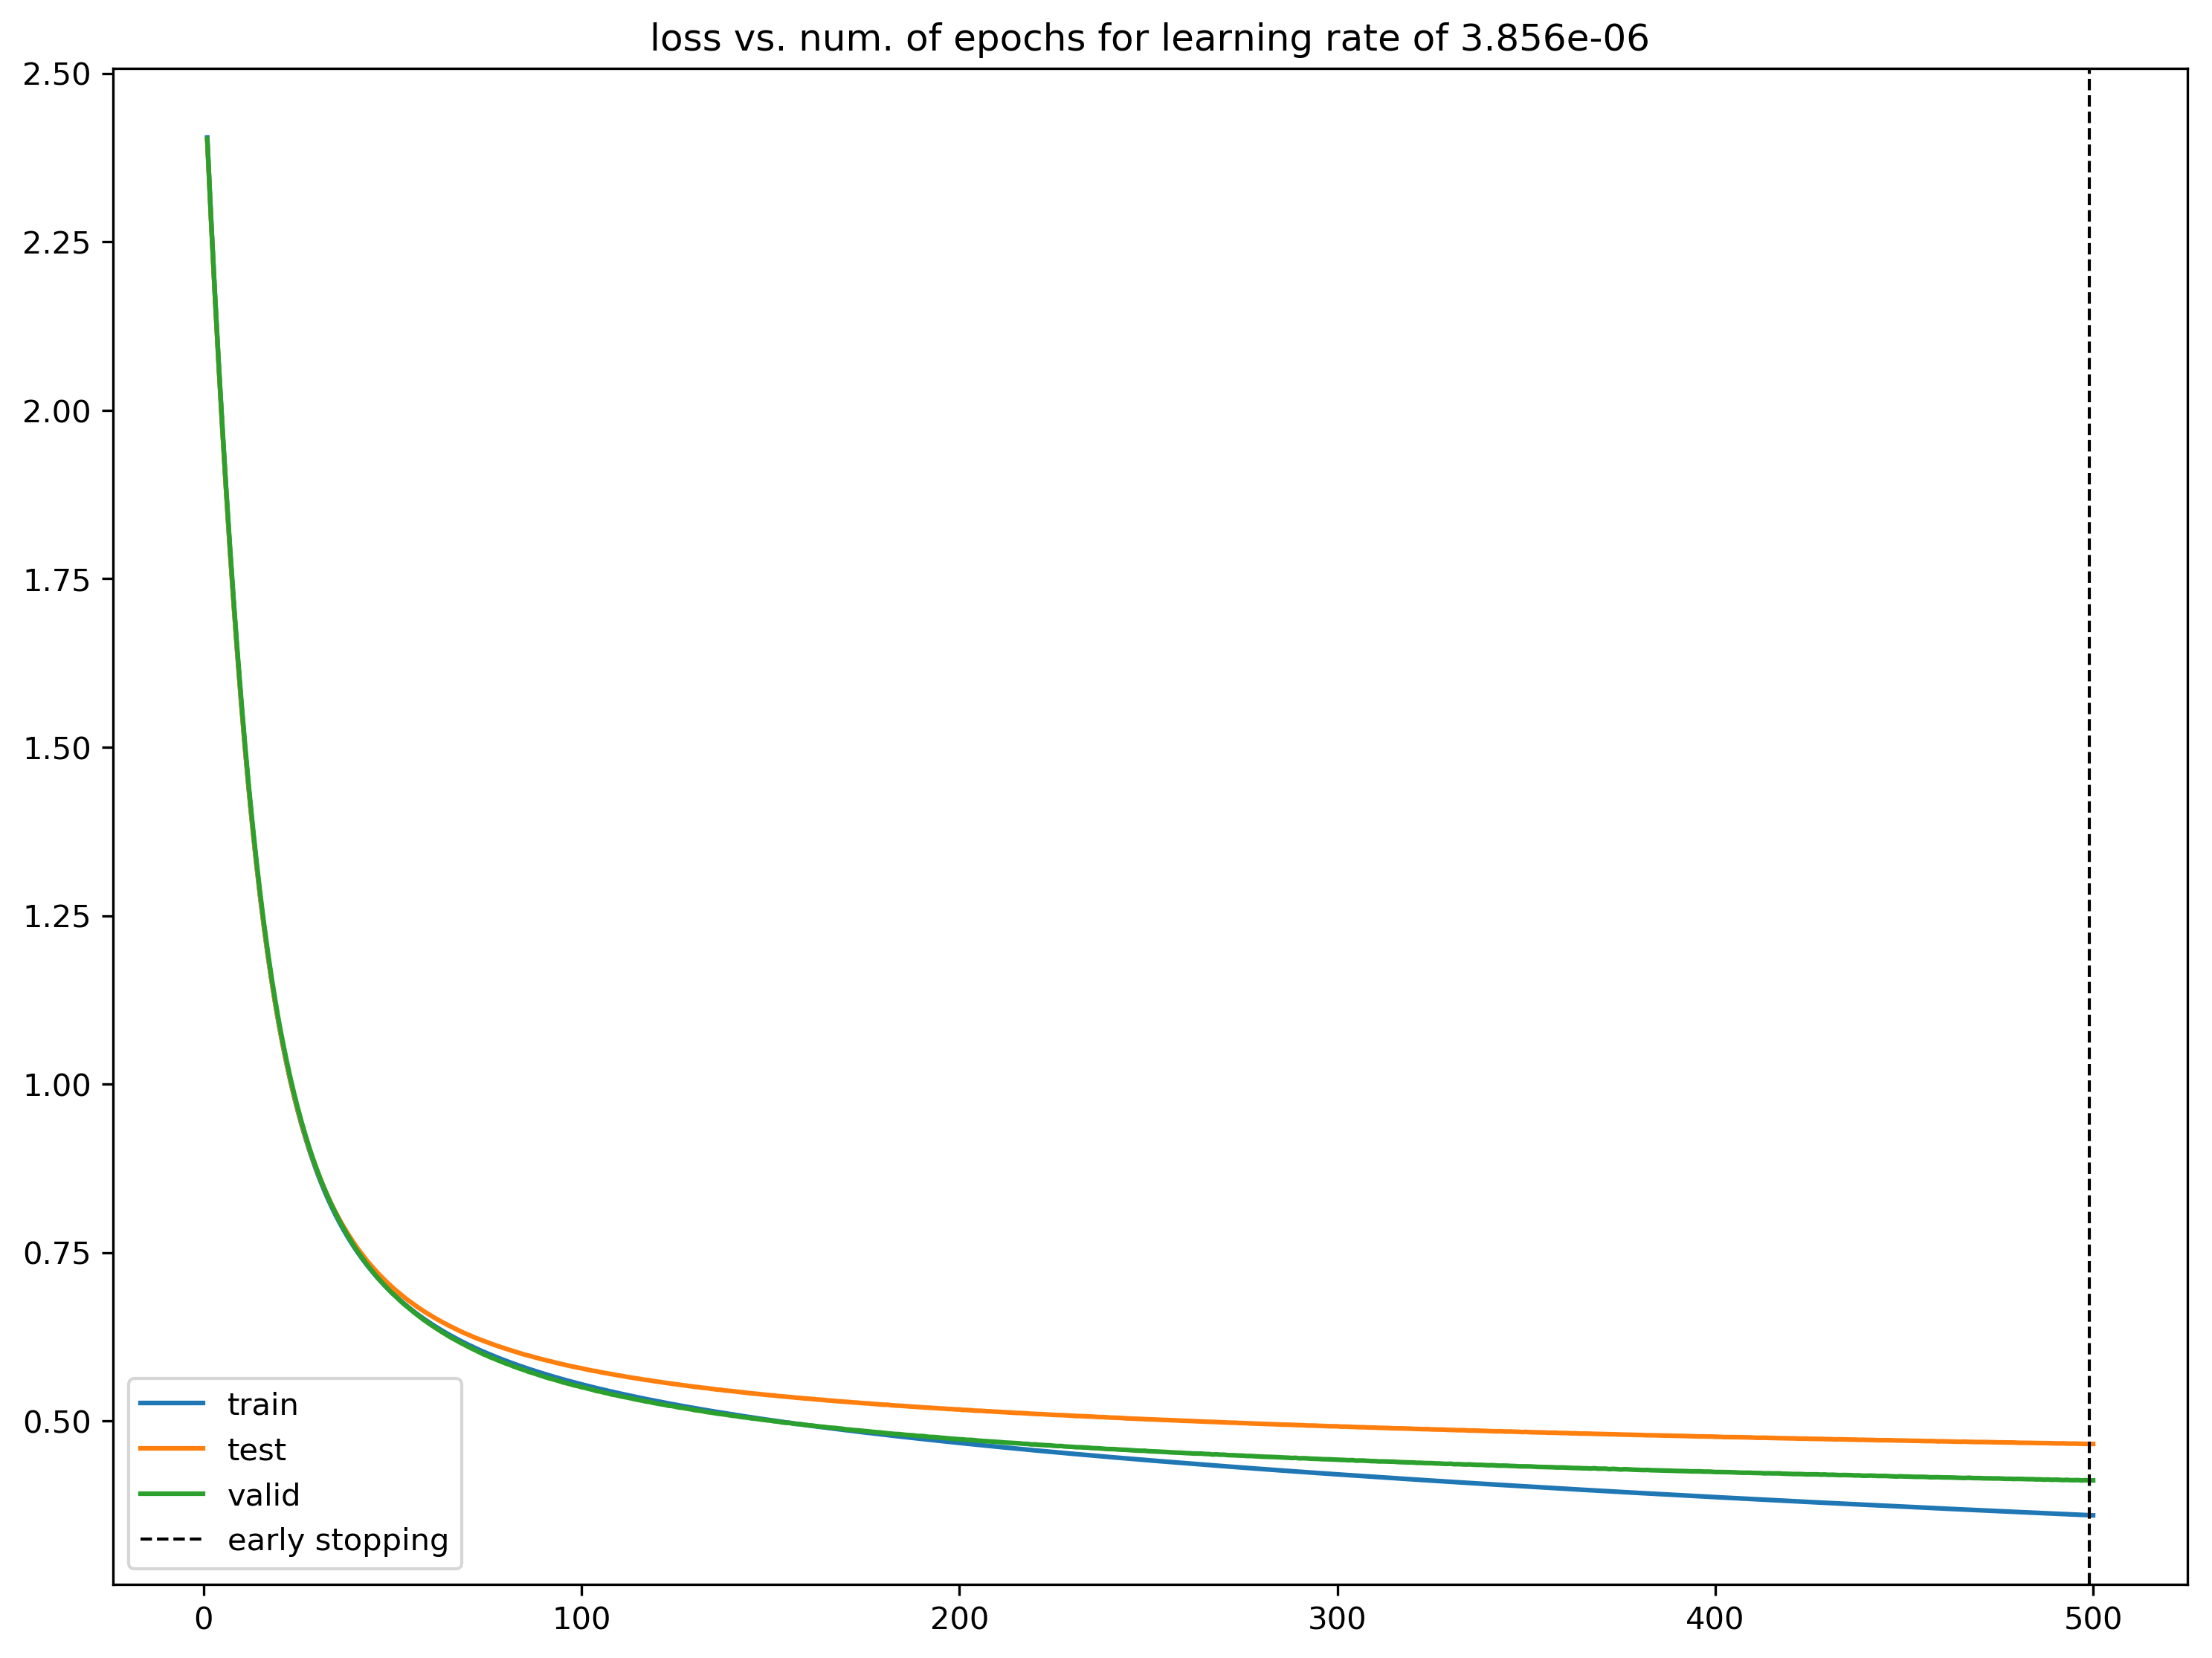 loss vs. num. of epochs for learning rate of 3.856e-06
2.50
2.25
2.00
1.75
1.50
1.25
1.00
0.75
0.50
train
test
valid
early stopping
0 100 200 300 400 500